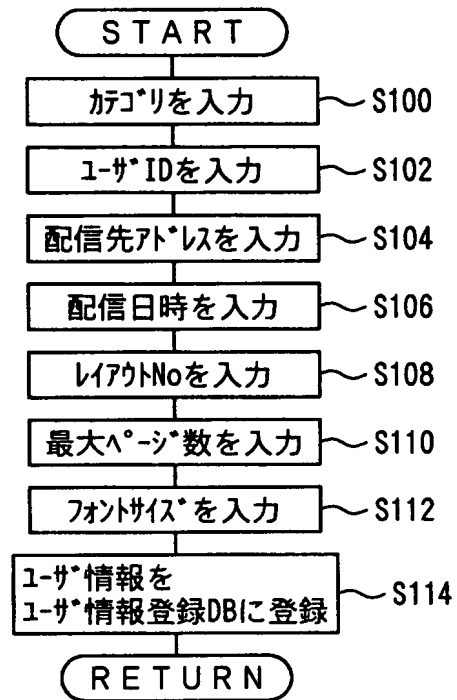 START
ｶﾃｺﾞﾘを入力
S100
ﾕｰｻﾞIDを入力
S102
配信先ｱﾄﾞﾚｽを入力
S104
配信日時を入力
S106
ﾚｲｱｳﾄNoを入力
S108
最大ﾍﾟｰｼﾞ数を入力
S110
ﾌｫﾝﾄｻｲｽﾞを入力
S112
ﾕｰｻﾞ情報を
ﾕｰｻﾞ情報登録DBに登録
S114
RETURN